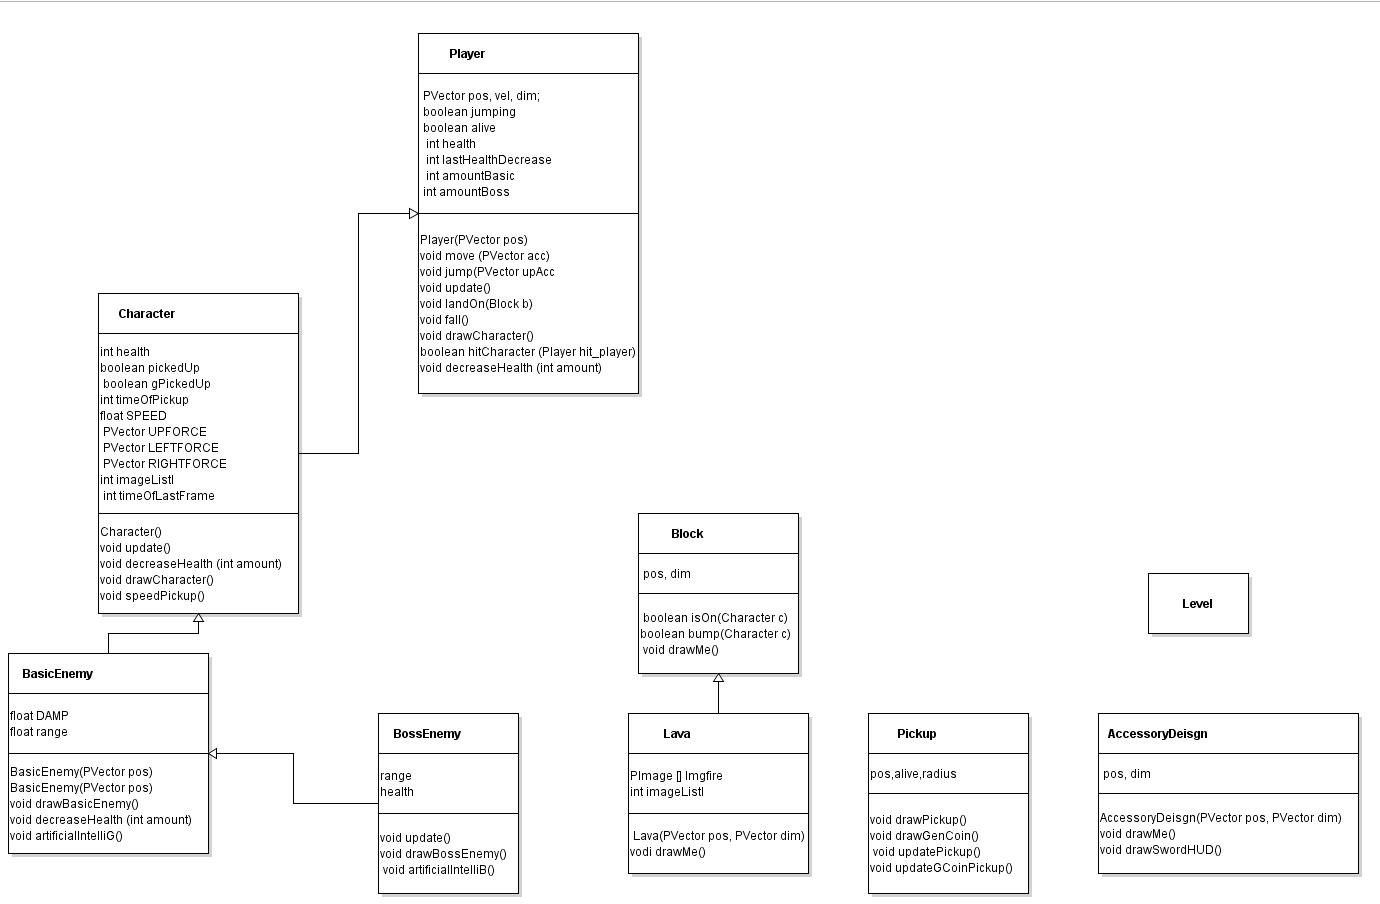 Player
PVector pos, vel, dim;
boolean jumping
boolean alive
int health
int lastHealthDecrease
int amountBasic
int amountBoss
Player(PVector pos)
void move (PVector acc)
void jump(PVector upAcc
void update()
void landOn(Block b)
void fall()
void drawCharacter()
boolean hitCharacter (Player hit_player)
void decreaseHealth (int amount)
Character
int health
boolean pickedUp
boolean gPickedUp
int timeOfPickup
float SPEED
PVector UPFORCE
PVector LEFTFORCE
PVector RIGHTFORCE
int imageListI
int timeOfLastFrame
Character()
void update()
void decreaseHealth (int amount)
void drawCharacter()
void speedPickup()
BasicEnemy
float DAMP
float range
BasicEnemy(PVector pos)
BasicEnemy(PVector pos)
void drawBasicEnemy()
void decreaseHealth (int amount)
void artificialIntelliG()
BossEnemy
range
health
void update()
void drawBossEnemy()
void artificialIntelliB()
Block
pos, dim
boolean isOn(Character c)
boolean bump(Character c)
void drawMe()
Lava
PImage [] Imgfire
int imageListI
Lava(PVector pos, PVector dim)
vodi drawMe()
Pickup
pos,alive,radius
void drawPickup()
void drawGenCoin()
void updatePickup()
void updateGCoinPickup()
Level
AccessoryDeisgn
pos, dim
AccessoryDeisgn(PVector pos, PVector dim)
void drawMe()
void drawSwordHUD()